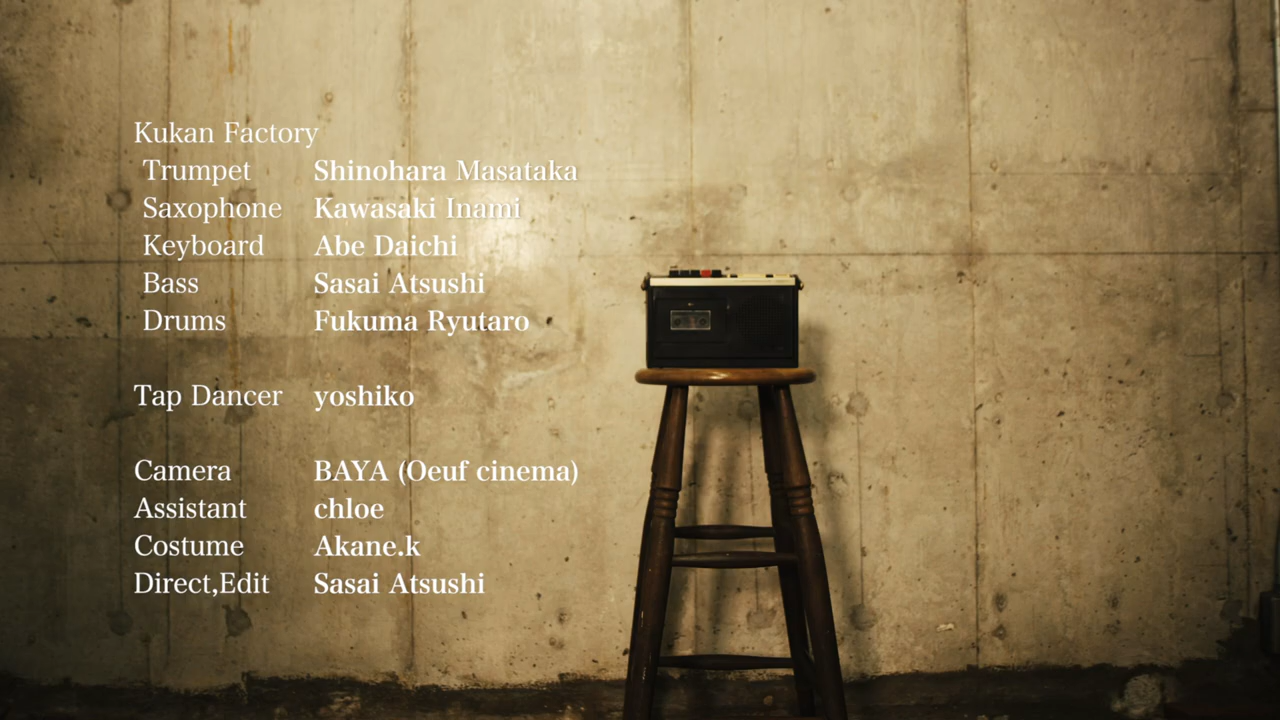 Kukan Factory
Trumpet Shinohara Masataka
Saxophone Kawasaki Inami
Keyboard Abe Daichi
Bass Sasai Atsushi
Drums Fukuma Ryutaro
Tap Dancer yoshiko
Camera BAYA (Oeuf cinema)
Assistant chloe
Costume Akane.k
Direct,Edit Sasai Atsushi